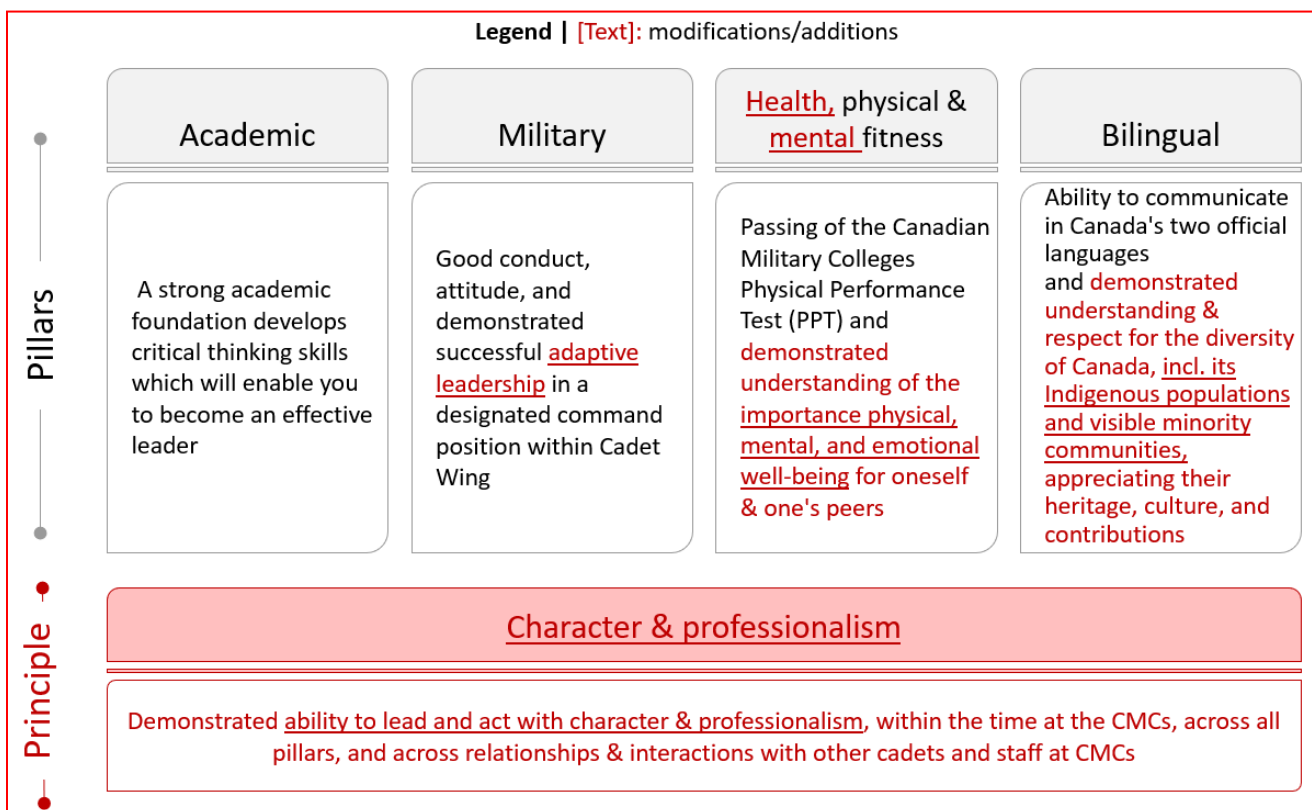 Legend | [Text]: modifications/additions
Pillars
Academic
A strong academic
foundation develops
critical thinking skills
which will enable you
to become an effective
leader
Military
Good conduct,
attitude, and
demonstrated
successful adaptive
leadership in a
designated command
position within Cadet
Wing
Health, physical &
mental fitness
Passing of the Canadian
Military Colleges
Physical Performance
Test (PPT) and
demonstrated
understanding of the
importance physical,
mental, and emotional
well-being for oneself
& one's peers
Bilingual
Ability to communicate
in Canada's two official
languages
and demonstrated
understanding &
respect for the diversity
of Canada, incl. its
Indigenous populations
and visible minority
communities,
appreciating their
heritage, culture, and
contributions
Principle
Character & professionalism
Demonstrated ability to lead and act with character & professionalism, within the time at the CMCs, across all
pillars, and across relationships & interactions with other cadets and staff at CMCs